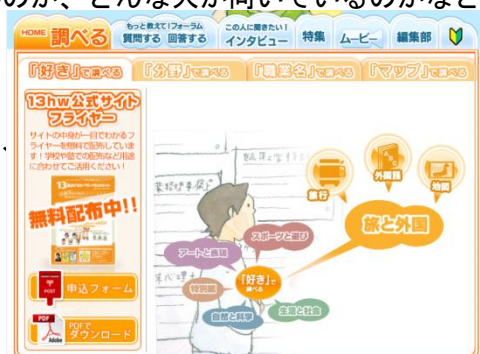 のか、どんな人が向いているのかなど
HOME 調べる
もっと教えて!フォーラム
質問する 回答する
この人に聞きたい!
インタビュー
特集
ムービー
編集部
「好き」で調べる
「分野」で調べる
「職業名」で調べる
「マップ」で調べる
13hw公式サイト
フライヤー
サイトの中身が一目でわかるフ
ライヤーを無料で配布していま
す!学校や塾での配布など用途
に合わせてご活用ください!
無料配布中!!
POST
申込フォーム
PDF
Adobe
PDFで
ダウンロード
旅行
外国語
地図
旅と外国
スポーツと遊び
アートと表現
「好き」で
調べる
特別編
生活と社会
自然と科学